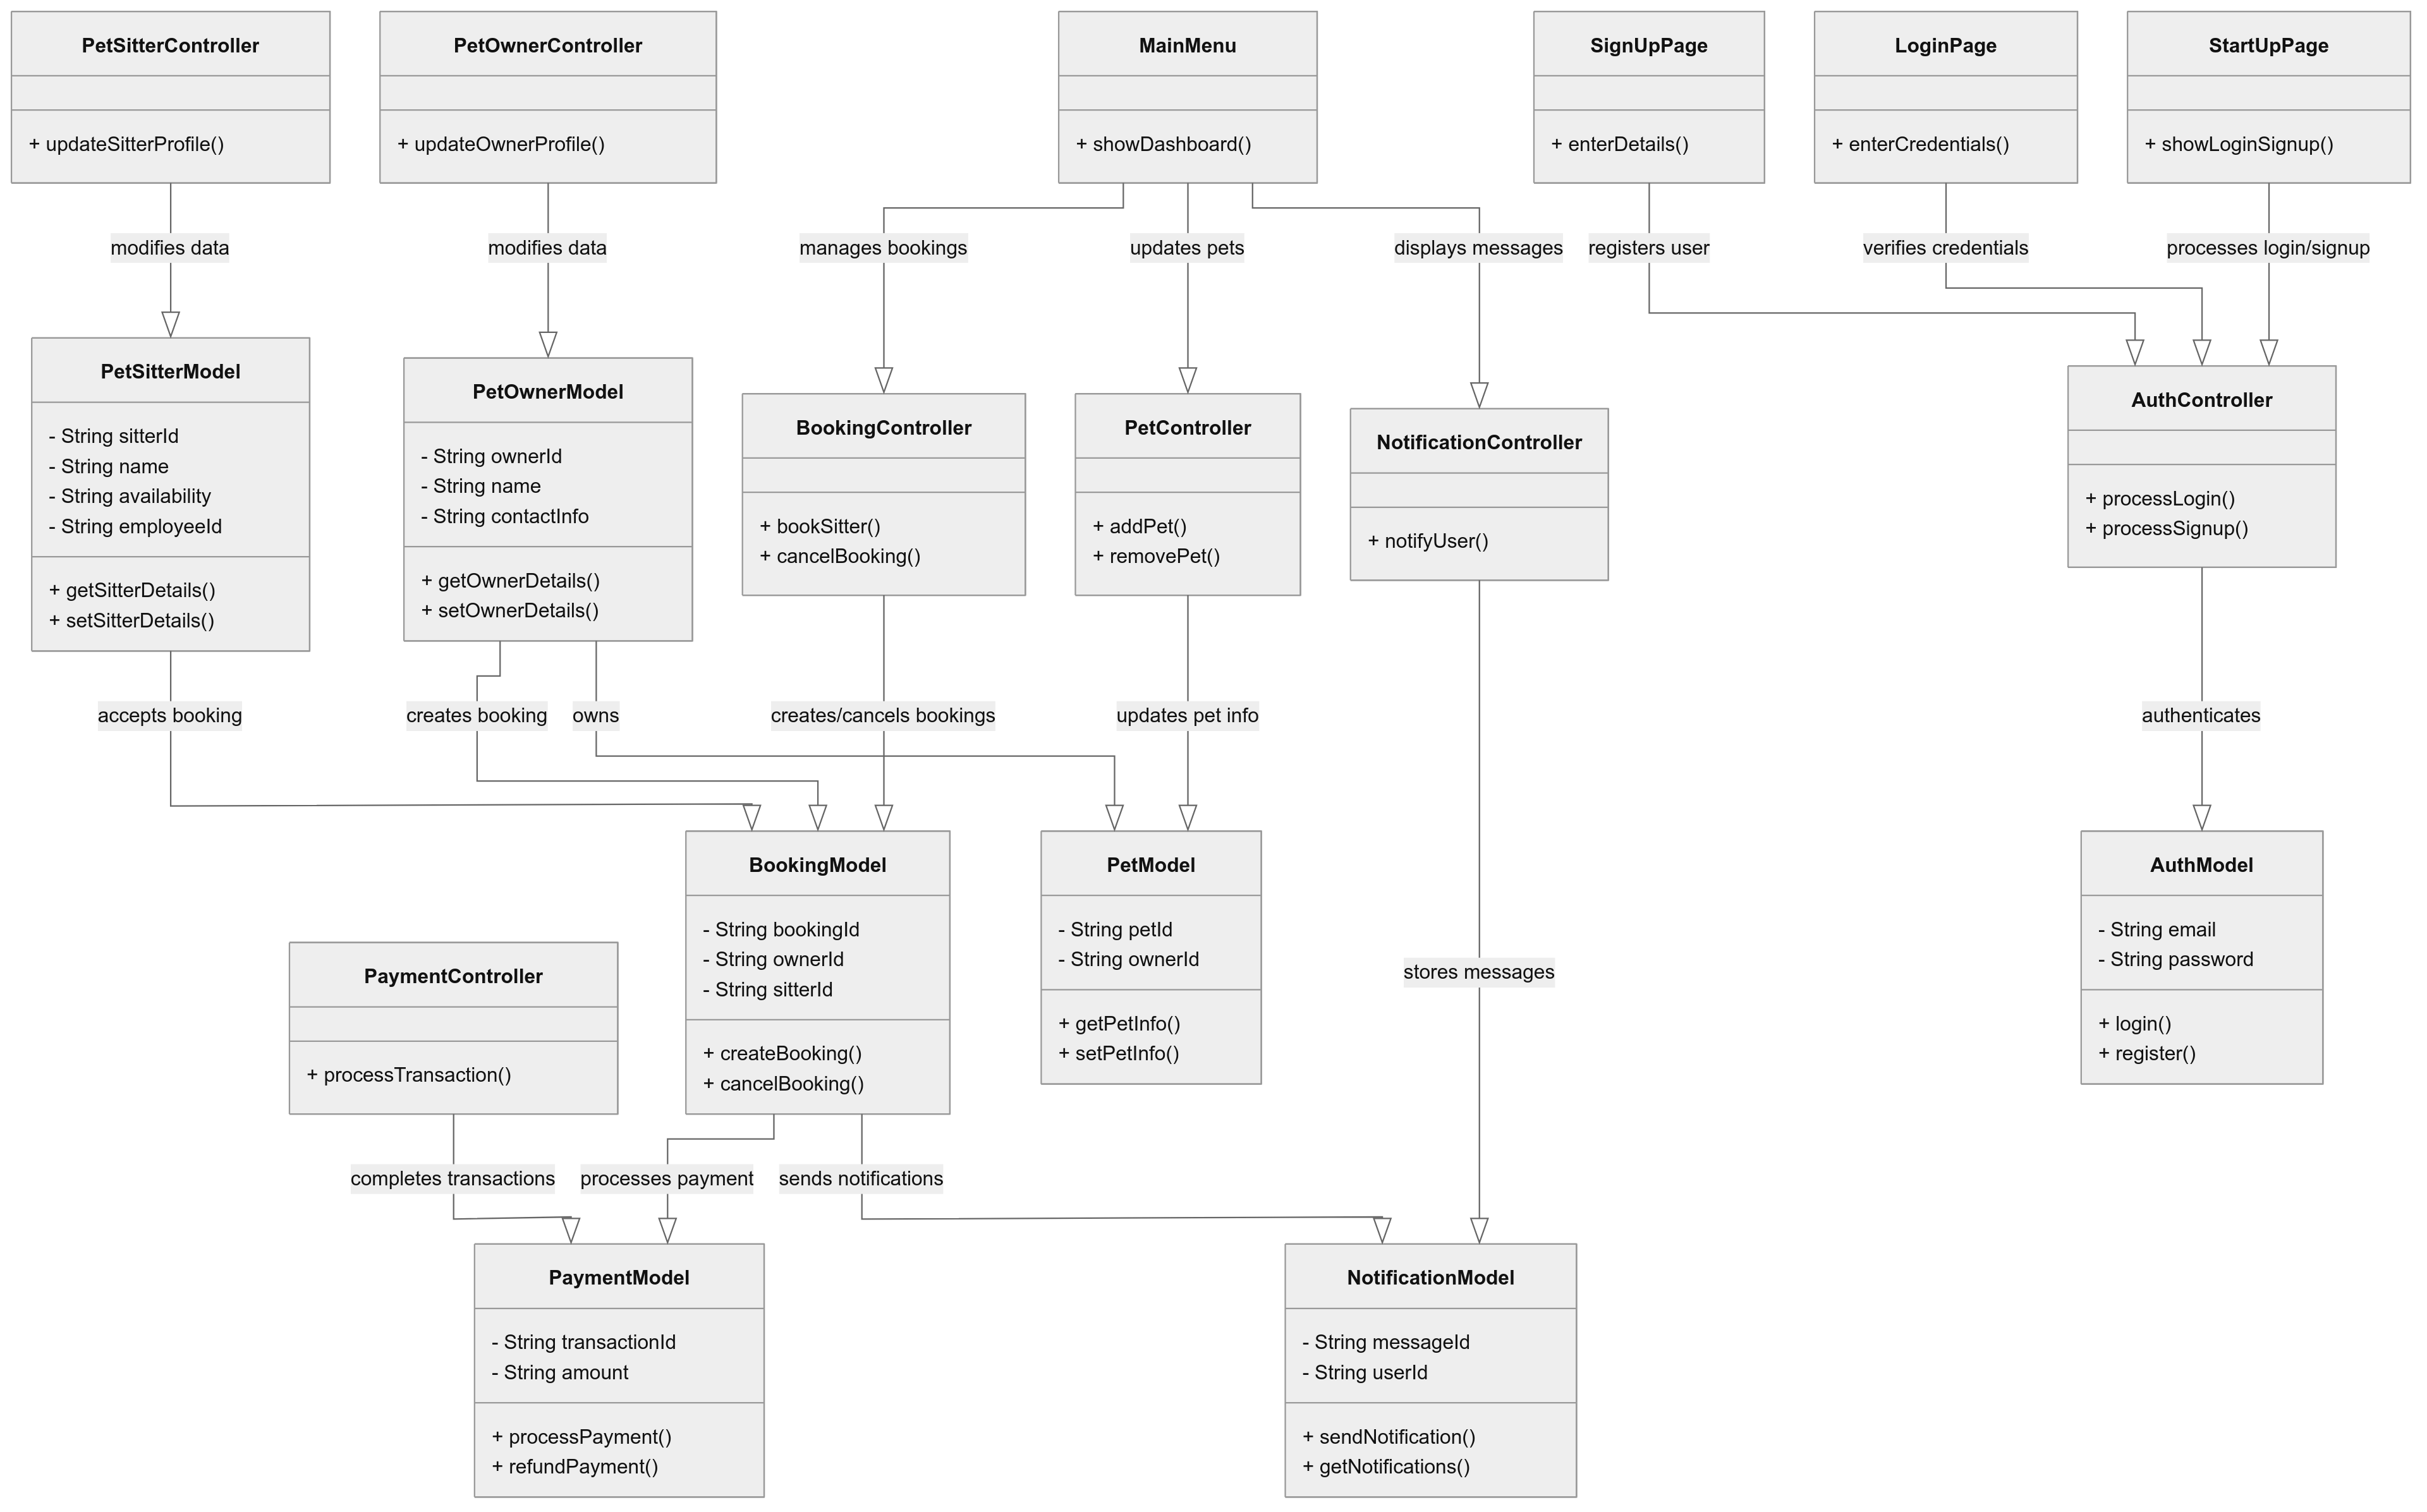 PetSitterController
+ updateSitterProfile()
PetOwnerController
+ updateOwnerProfile()
MainMenu
+ showDashboard()
SignUpPage
+ enterDetails()
LoginPage
+ enterCredentials()
StartUpPage
+ showLoginSignup()
modifies data
modifies data
manages bookings
updates pets
displays messages
registers user
verifies credentials
processes login/signup
PetSitterModel
- String sitterId
- String name
- String availability
- String employeeId
+ getSitterDetails()
+ setSitterDetails()
PetOwnerModel
- String ownerId
- String name
- String contactInfo
+ getOwnerDetails()
+ setOwnerDetails()
BookingController
+ bookSitter()
+ cancelBooking()
PetController
+ addPet()
+ removePet()
NotificationController
+ notifyUser()
AuthController
+ processLogin()
+ processSignup()
accepts booking
creates booking
owns
creates/cancels bookings
updates pet info
authenticates
BookingModel
- String bookingId
- String ownerId
- String sitterId
+ createBooking()
+ cancelBooking()
PetModel
- String petId
- String ownerId
+ getPetInfo()
+ setPetInfo()
stores messages
AuthModel
- String email
- String password
+ login()
+ register()
PaymentController
+ processTransaction()
completes transactions
processes payment
sends notifications
PaymentModel
- String transactionId
- String amount
+ processPayment()
+ refundPayment()
NotificationModel
- String messageId
- String userId
+ sendNotification()
+ getNotifications()